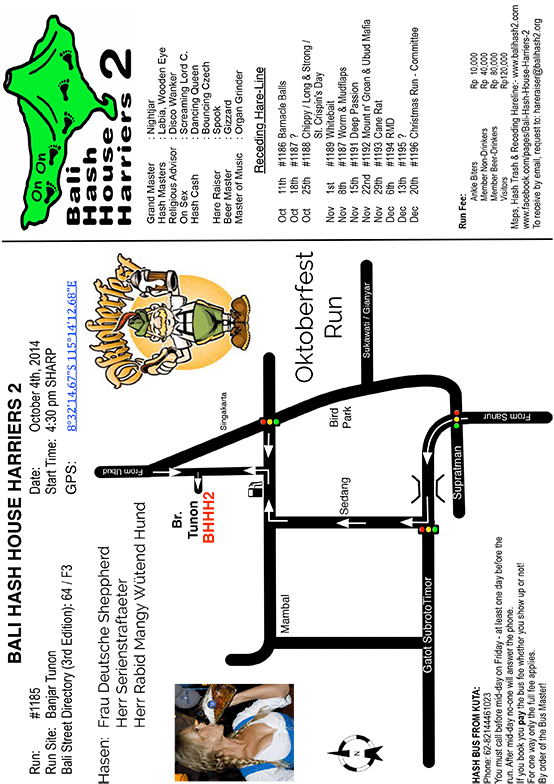 BALI HASH HOUSE HARRIERS 2
Run: #1185
Run Site: Banjar Tunon
Bali Street Directory (3rd Edition): 64 / F3
Date: October 4th, 2014
Start Time: 4:30 pm SHARP
GPS: 8°32'14.67"S 115°14'12.68"E
Hasen: Frau Deutsche Sheppherd
Herr Serienstraftaeter
Herr Rabid Mangy Wütend Hund
Oktoberfest
Oktoberfest
Run
From Ubud
Singakarta
Br.
Tunon
BHHH2
Bird
Park
Sukawati / Gianyar
Mambal
Sedang
Supratman
From Sanur
Gatot SubrotoTimor
N
HASH BUS FROM KUTA:
Phone: 62-82144461023
You must call before mid-day on Friday - at least one day before the
run. After mid-day no-one will answer the phone.
If you book you pay the bus fee whether you show up or not!
For one way only the full fee applies.
By order of the Bus Master!
On On
Bali
Hash
House
Harriers 2
Grand Master : Nightjar
Hash Masters : Labia, Wooden Eye
Religious Advisor : Disco Wanker
On Sex : Screaming Lord C.
Hash Cash : Dancing Queen
: Bouncing Czech
Hare Raiser : Spook
Beer Master : Gizzard
Master of Music : Organ Grinder
Receding Hare-Line
Oct 11th #1186 Barnacle Balls
Oct 18th #1187
Oct 25th #1188 Chippy / Long & Strong /
St. Crispin's Day
Nov 1st #1189 Whitebait
Nov 8th #1187 Worm & Mudflaps
Nov 15th #1191 Deep Passion
Nov 22nd #1192 Mount n' Groan & Ubud Mafia
Nov 29th #1193 Cane Rat
Dec 6th #1194 RMD
Dec 13th #1195 ?
Dec 20th #1196 Christmas Run - Committee
Run Fee:
Ankle Biters Rp 10,000
Member Non-Drinkers Rp 40,000
Member Beer-Drinkers Rp 80,000
Visitors Rp120,000
Maps, Hash Trash & Receding Hareline:- www.balihash2.com
www.facebook.com/pages/Bali-Hash-House-Harriers-2
To receive by email, request to: hareraiser@balihash2.org